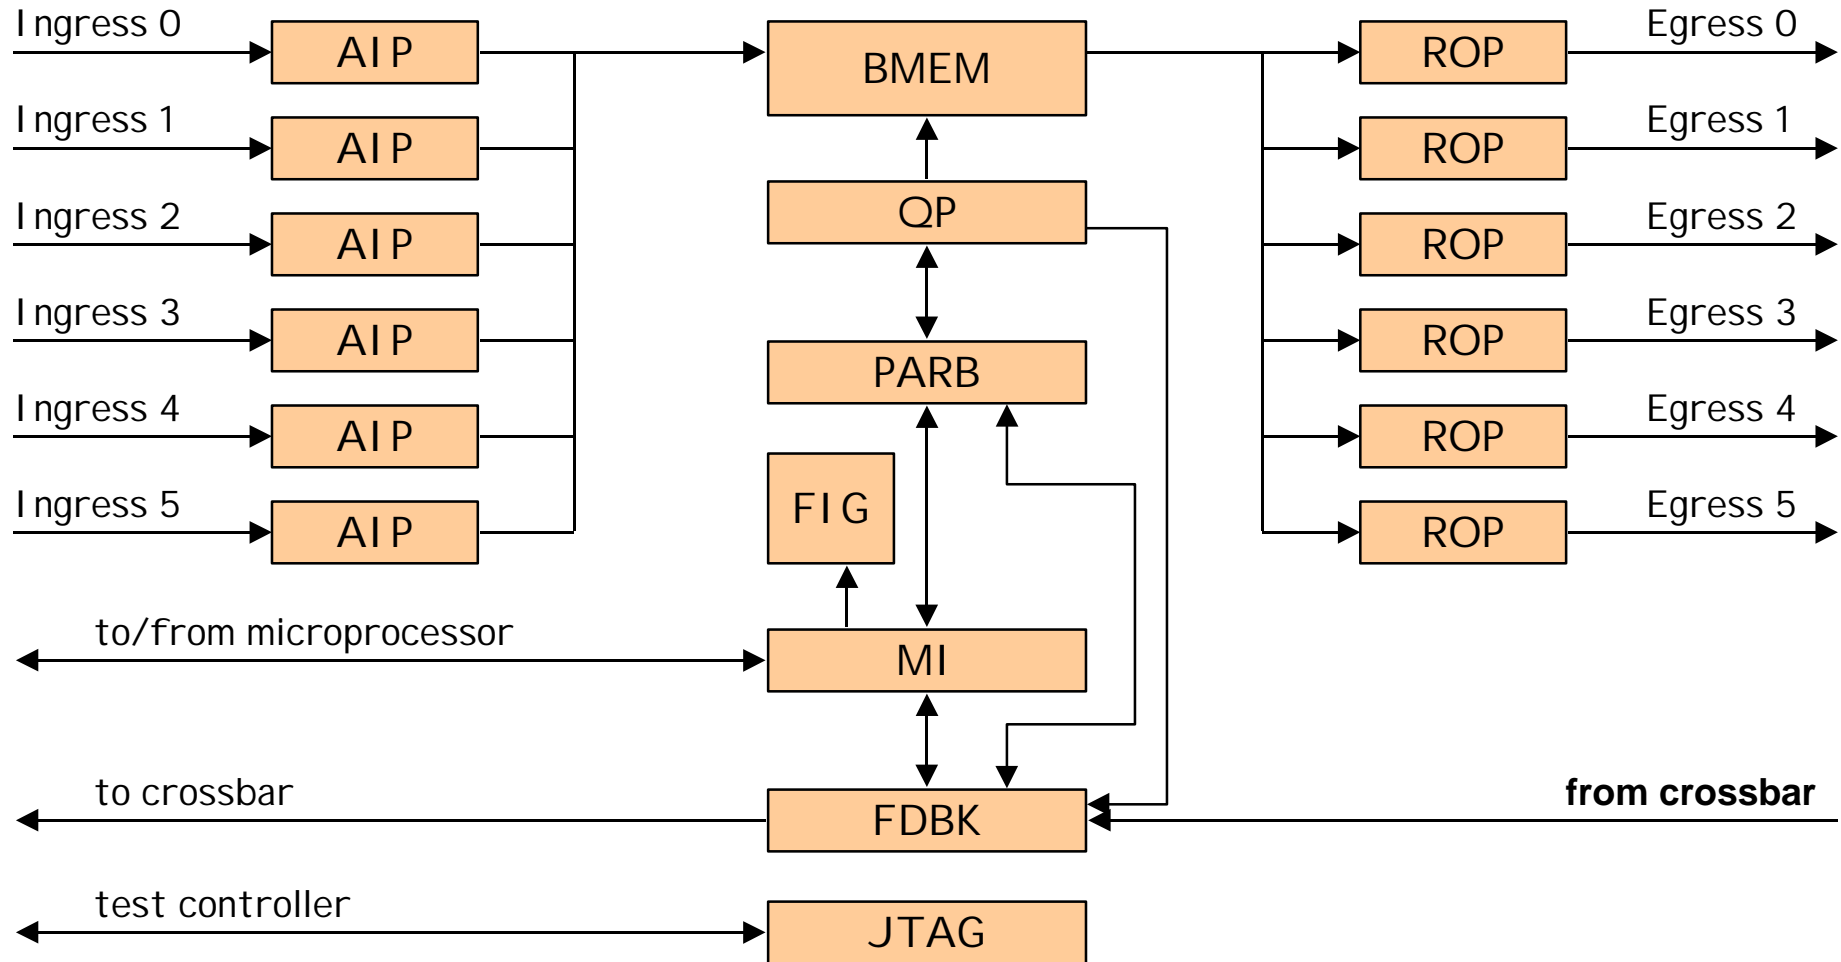 Ingress 0
AIP
BMEM
ROP
Egress 0
Ingress 1
AIP
ROP
Egress 1
Ingress 2
AIP
QP
ROP
Egress 2
Ingress 3
AIP
PARB
ROP
Egress 3
Ingress 4
AIP
ROP
Egress 4
Ingress 5
AIP
FIG
ROP
Egress 5
to/from microprocessor
MI
to crossbar
FDBK
from crossbar
test controller
JTAG